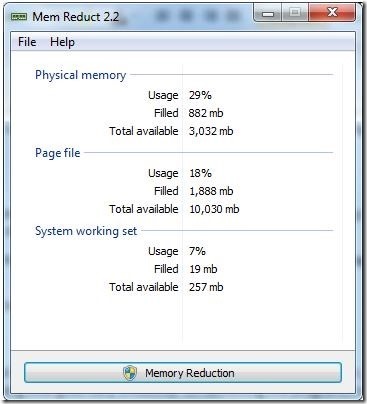 Mem Reduct 2.2
File Help
Physical memory
Usage 29%
Filled 882 mb
Total available 3,032 mb
Page file
Usage 18%
Filled 1,888 mb
Total available 10,030 mb
System working set
Usage 7%
Filled 19 mb
Total available 257 mb
Memory Reduction